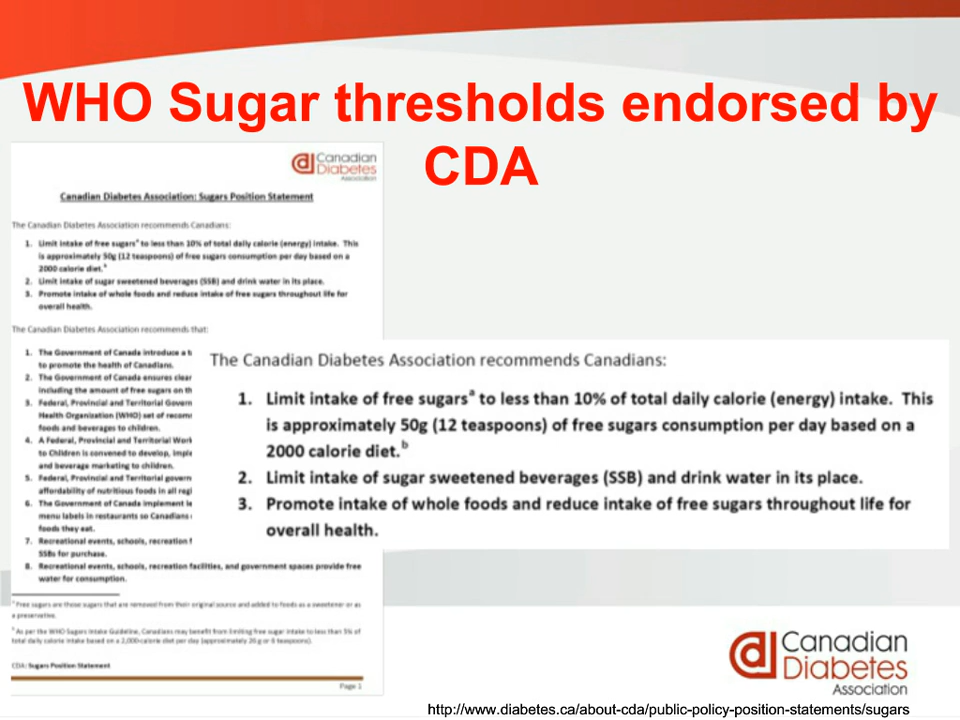 WHO Sugar thresholds endorsed by
CDA
Canadian
Diabetes
Association
Canadian Diabetes Association: Sugars Position Statement
The Canadian Diabetes Association recommends Canadians:
1. Limit intake of free sugarsª to less than 10% of total daily calorie (energy) intake. This
is approximately 50g (12 teaspoons) of free sugars consumption per day based on a
2000 calorie diet.
2. Limit intake of sugar sweetened beverages (SSB) and drink water in its place.
3. Promote intake of whole foods and reduce intake of free sugars throughout life for
overall health.
The Canadian Diabetes Association recommends that:
1. The Government of Canada introduce a t
to promote the health of Canadians.
2. The Government of Canada ensures clear
including the amount of free sugars on th
3. Federal, Provincial and Territorial Govern
Health Organization (WHO) set of recom
foods and beverages to children.
4. A Federal, Provincial and Territorial Work
to Children is convened to develop, imple
and beverage marketing to children.
5. Federal, Provincial and Territorial govern
affordability of nutritious foods in all regi
6. The Government of Canada implement le
menu labels in restaurants so Canadians
foods they eat.
7. Recreational events, schools, recreation f
SSBs for purchase.
8. Recreational events, schools, recreation facilities, and government spaces provide free
water for consumption.
ª Free sugars are those sugars that are removed from their original source and added to foods as a sweetener or as
a preservative.
As per the WHO Sugars Intake Guideline, Canadians may benefit from limiting free sugar intake to less than 5% of
total daily calorie intake based on a 2,000-calorie diet per day (approximately 20 g or 6 teaspoons).
CDA: Sugars Position Statement
Page 1
The Canadian Diabetes Association recommends Canadians:
1. Limit intake of free sugarsª to less than 10% of total daily calorie (energy) intake. This
is approximately 50g (12 teaspoons) of free sugars consumption per day based on a
2000 calorie diet.ᵇ
2. Limit intake of sugar sweetened beverages (SSB) and drink water in its place.
3. Promote intake of whole foods and reduce intake of free sugars throughout life for
overall health.
Canadian
Diabetes
Association
http://www.diabetes.ca/about-cda/public-policy-position-statements/sugars